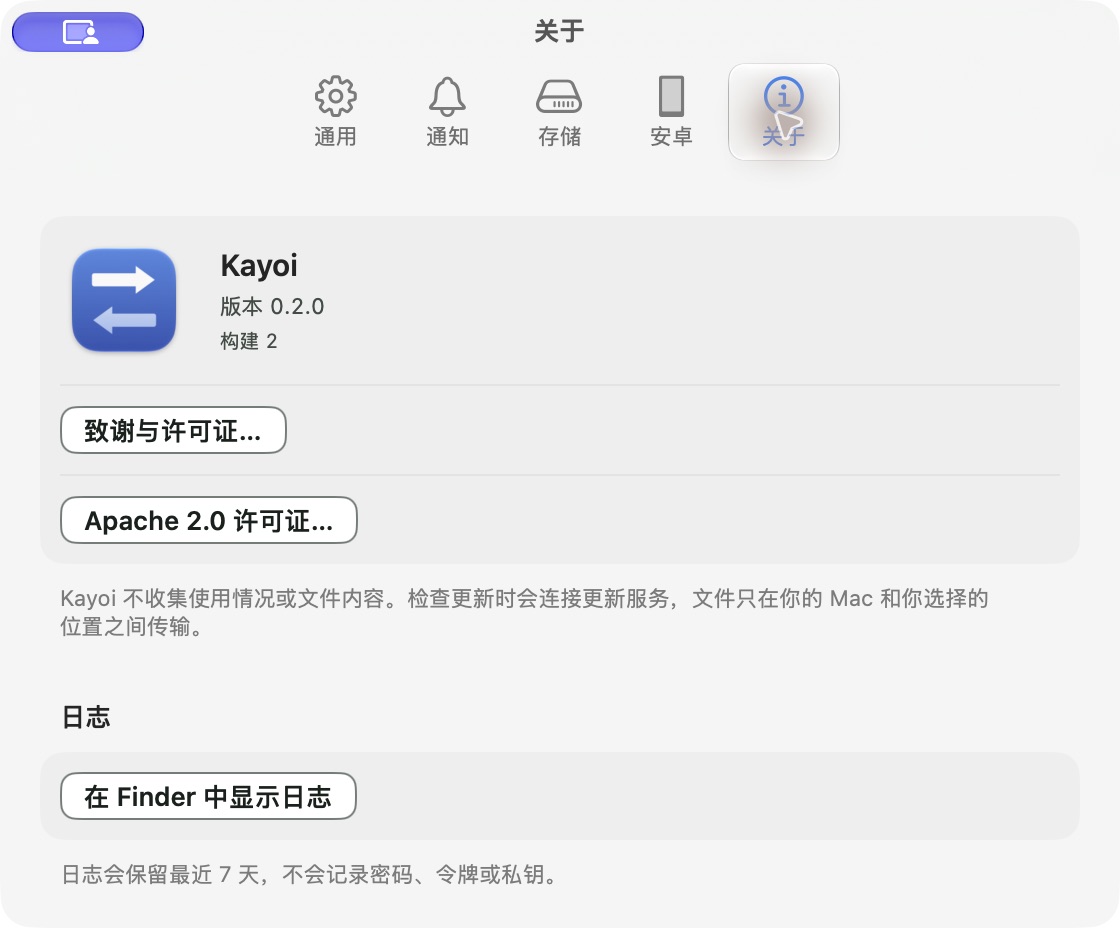 关于
通用
通知
存储
安卓
关于
Kayoi
版本 0.2.0
构建 2
致谢与许可证...
Apache 2.0 许可证...
Kayoi 不收集使用情况或文件内容。检查更新时会连接更新服务，文件只在你的 Mac 和你选择的
位置之间传输。
日志
在 Finder 中显示日志
日志会保留最近 7 天，不会记录密码、令牌或私钥。